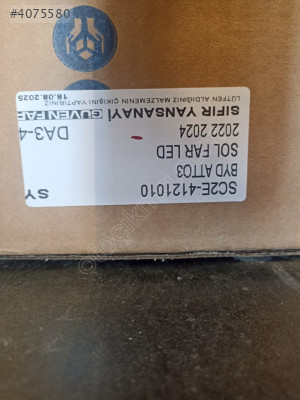 #4075580
SC2E-4121010
BYD ATTO3
SOL FAR LED
2022 2024
SIFIR YANSANAYİ GÜVEN FAR
LÜTFEN ALDIĞINIZ MALZEMENİN ÇIKIŞINI YAPTIRINIZ
18.08.2025
SY
DA3-4